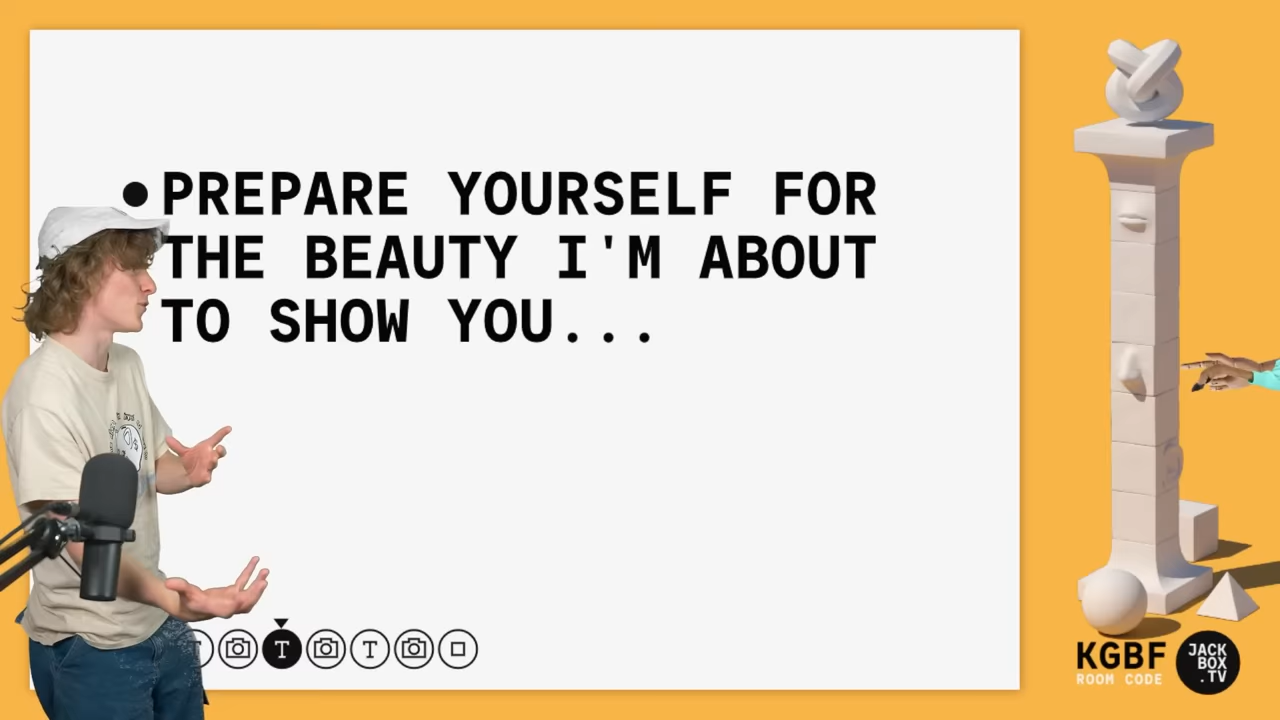 • PREPARE YOURSELF FOR
THE BEAUTY I'M ABOUT
TO SHOW YOU...
T
T
T
KGBF
ROOM CODE
JACK
BOX
.TV